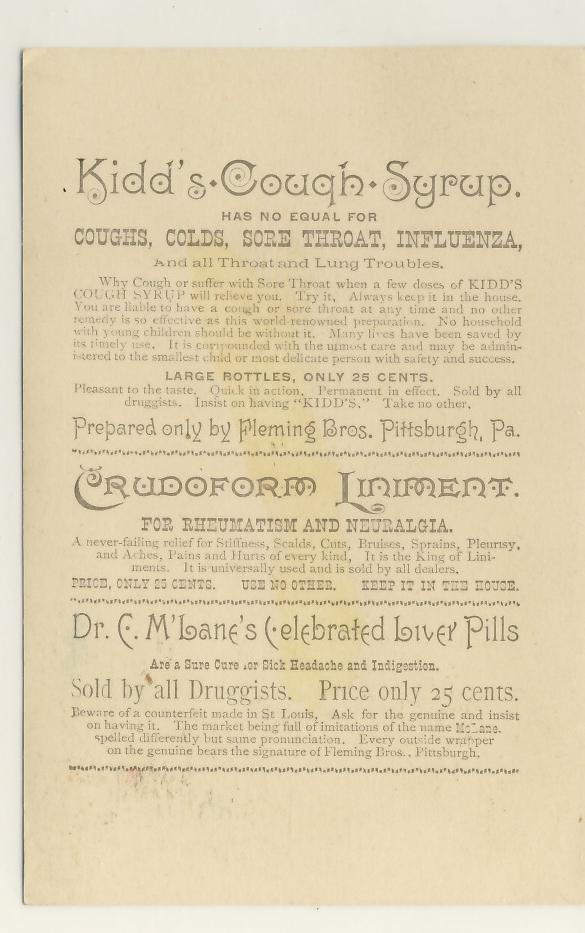 Kidd's·Cough·Syrup.
HAS NO EQUAL FOR
COUGHS, COLDS, SORE THROAT, INFLUENZA,
And all Throat and Lung Troubles.
Why Cough or suffer with Sore Throat when a few doses of KIDD'S
COUGH SYRUP will relieve you. Try it, Always keep it in the house.
You are liable to have a cough or sore throat at any time and no other
remedy is so effective as this world-renowned preparation. No household
with young children should be without it. Many lives have been saved by
its timely use. It is compounded with the utmost care and may be admin-
istered to the smallest child or most delicate person with safety and success.
LARGE BOTTLES, ONLY 25 CENTS.
Pleasant to the taste. Quick in action. Permanent in effect. Sold by all
druggists. Insist on having "KIDD'S." Take no other.
Prepared only by Fleming Bros. Pittsburgh, Pa.
CRUDOFORM LINIMENT.
FOR RHEUMATISM AND NEURALGIA.
A never-failing relief for Stiffness, Scalds, Cuts, Bruises, Sprains, Pleurisy,
and Aches, Pains and Hurts of every kind, It is the King of Lini-
ments. It is universally used and is sold by all dealers.
PRICE, ONLY 25 CENTS. USE NO OTHER. KEEP IT IN THE HOUSE.
Dr. C. M'Lane's Celebrated Liver Pills
Are a Sure Cure for Sick Headache and Indigestion.
Sold by all Druggists. Price only 25 cents.
Beware of a counterfeit made in St Louis, Ask for the genuine and insist
on having it. The market being full of imitations of the name McLane.
spelled differently but same pronunciation. Every outside wrapper
on the genuine bears the signature of Fleming Bros., Pittsburgh.